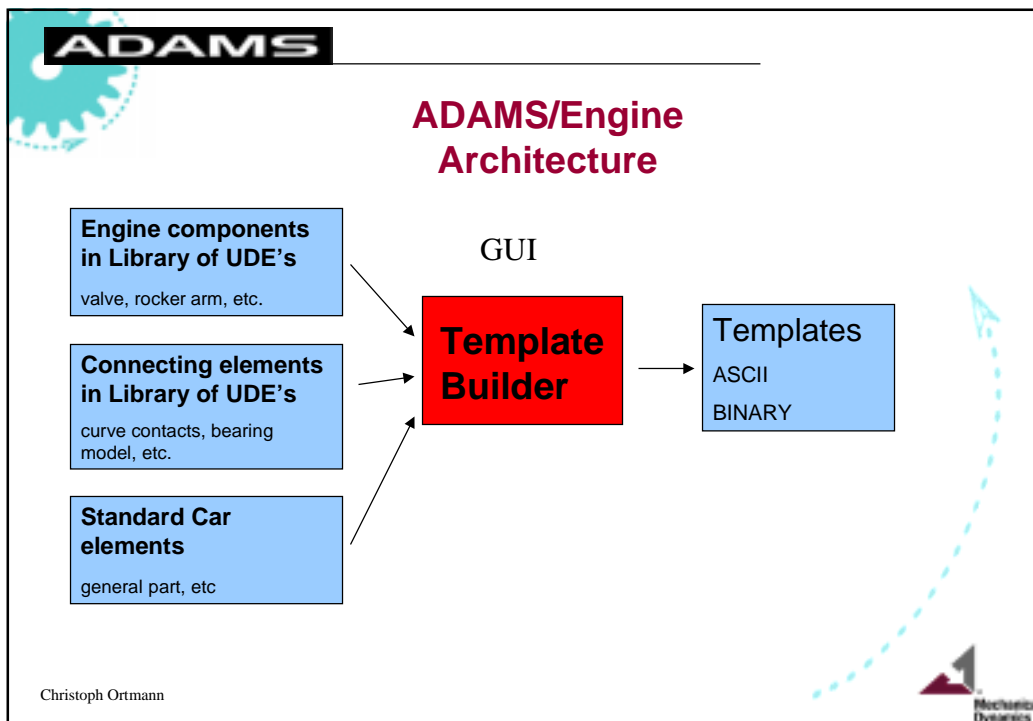 ADAMS
ADAMS/Engine
Architecture
Engine components
in Library of UDE's
valve, rocker arm, etc.
GUI
Connecting elements
in Library of UDE's
curve contacts, bearing
model, etc.
Template
Builder
Templates
ASCII
BINARY
Standard Car
elements
general part, etc
Christoph Ortmann
Mechanical
Dynamics